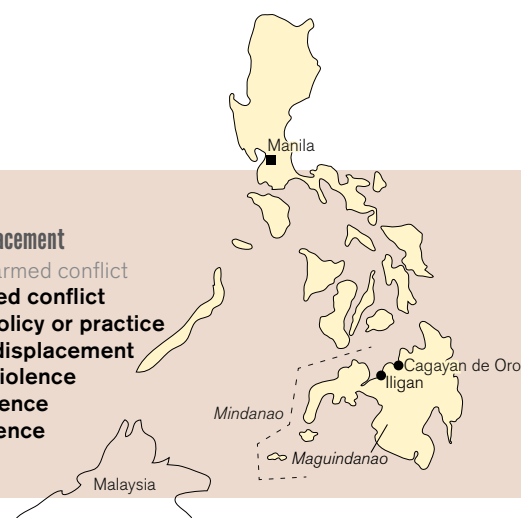 Manila
acement
armed conflict
ed conflict
olicy or practice
displacement
iolence
ence
ence
Cagayan de Oro
Iligan
Mindanao
Maguindanao
Malaysia